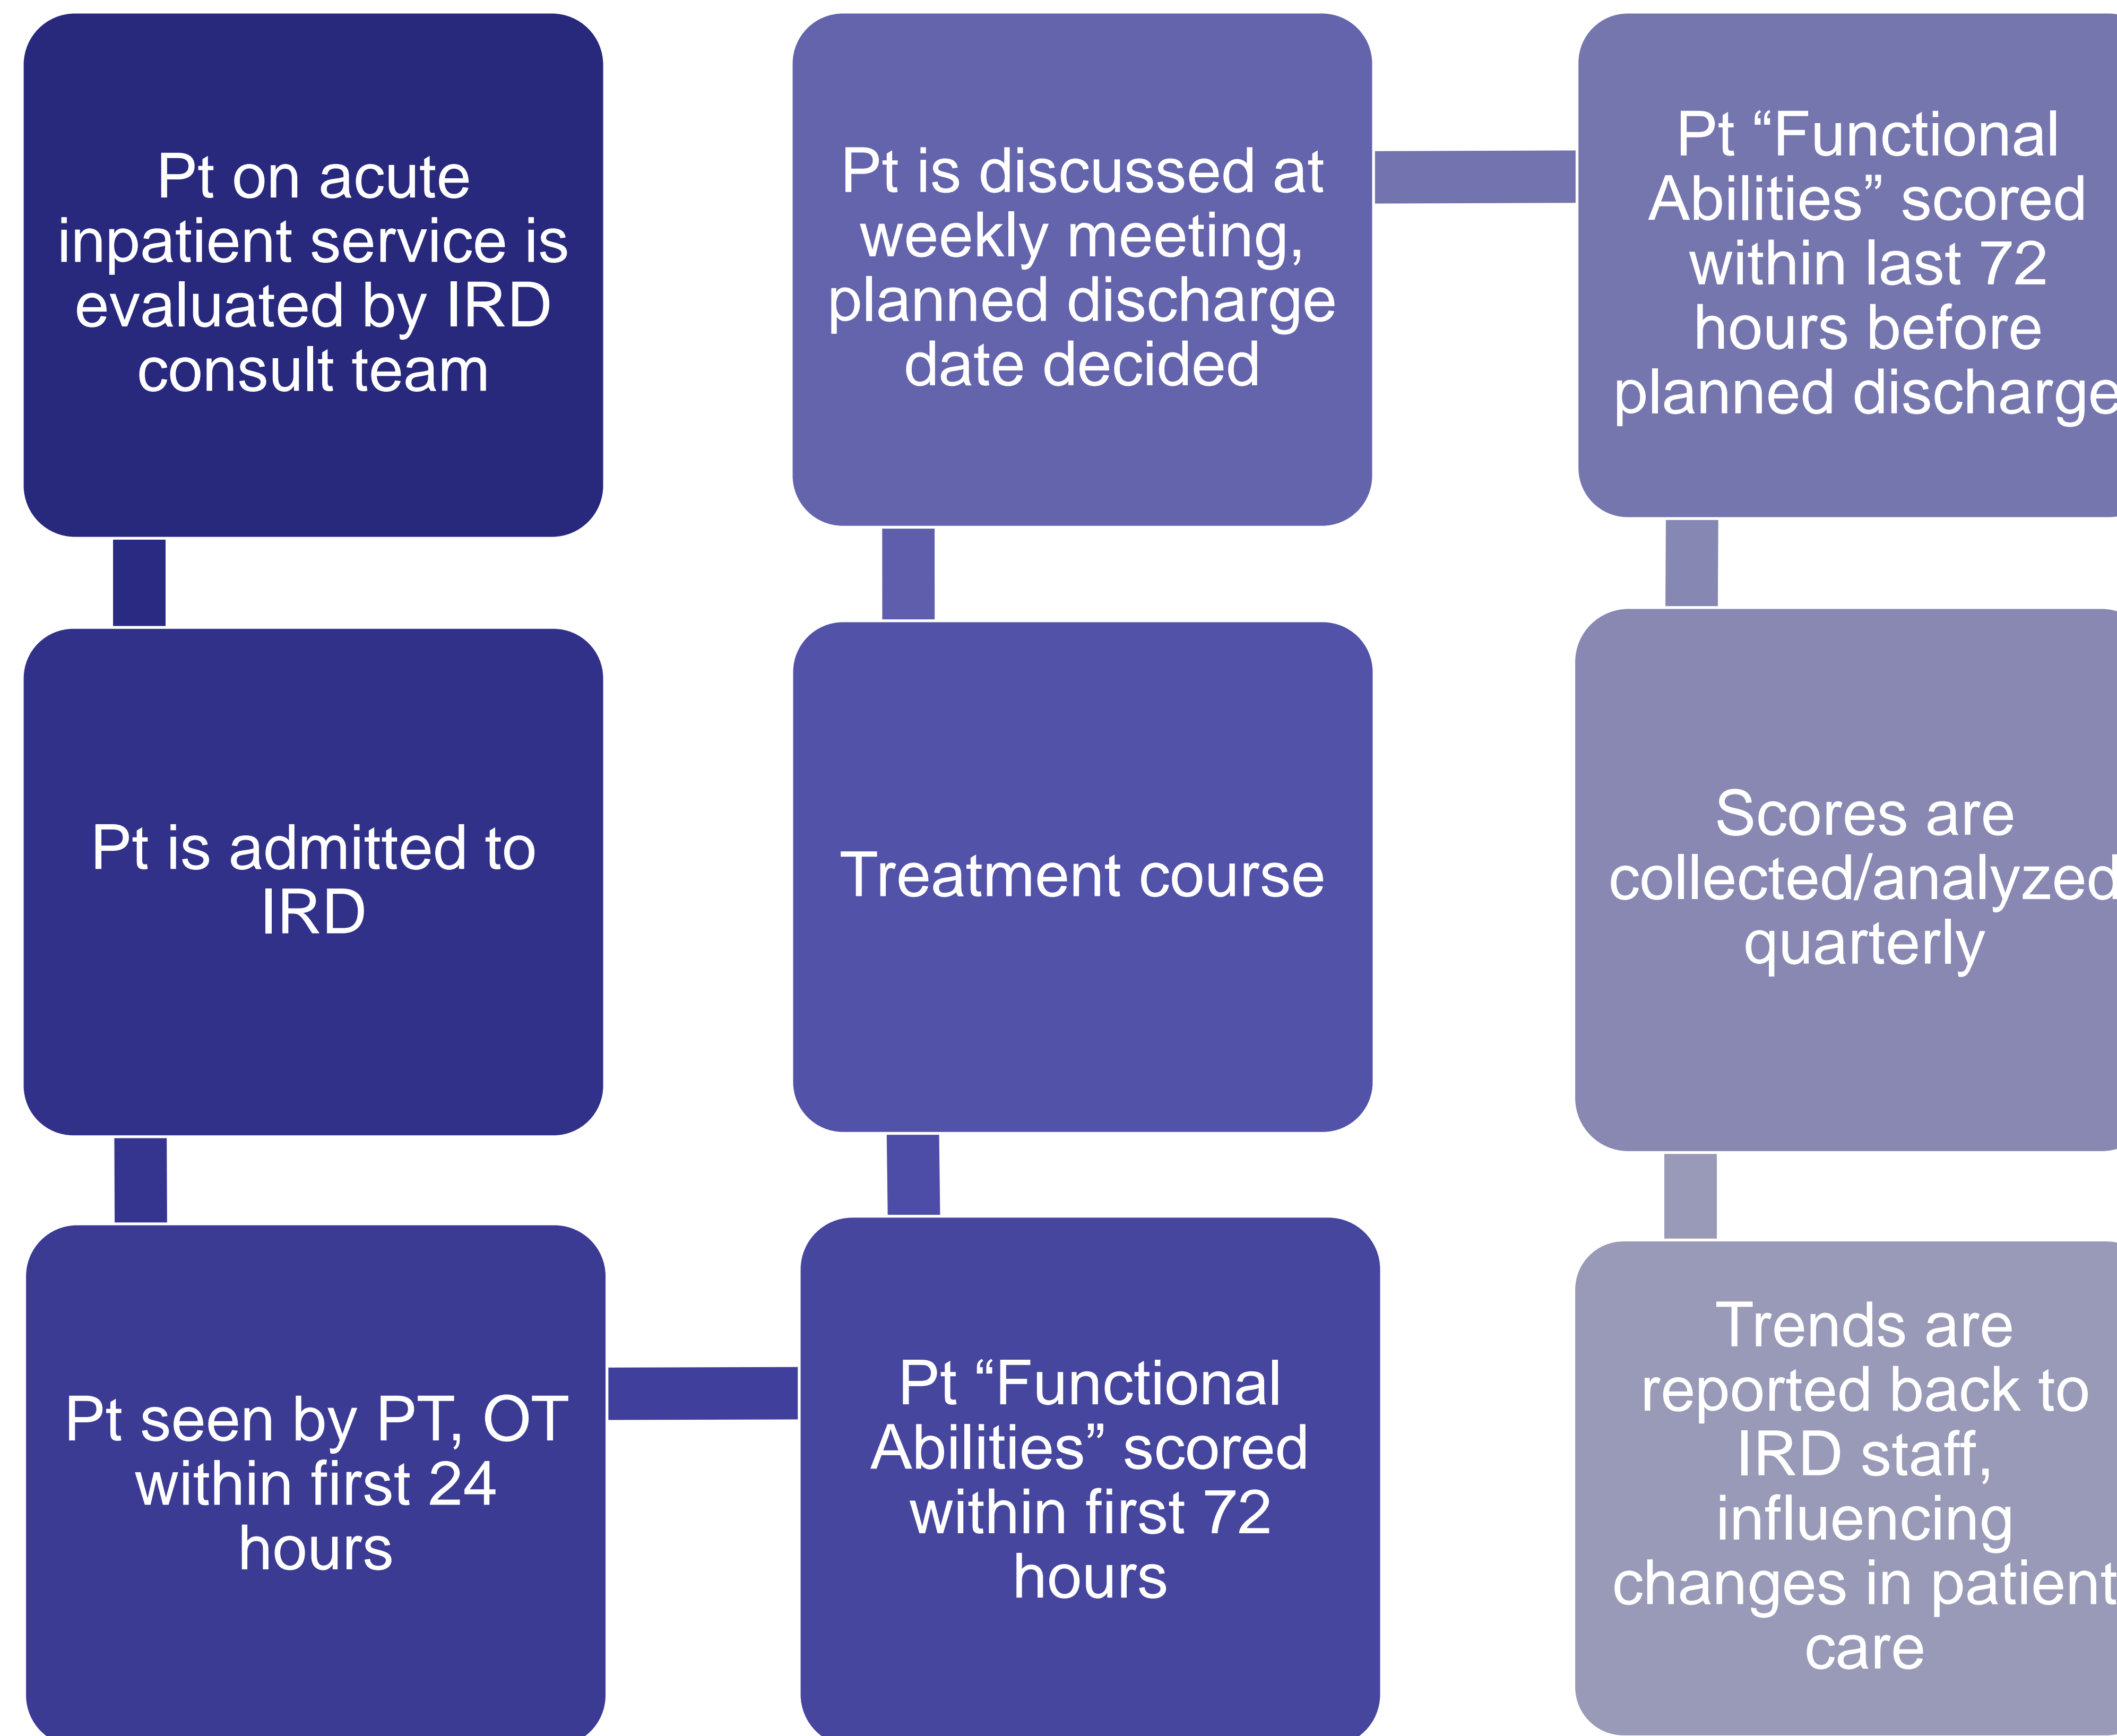 Pt on acute
inpatient service is
evaluated by IRD
consult team
Pt is admitted to
IRD
Pt seen by PT, OT
within first 24
hours
Pt “Functional
Abilities” scored
within first 72
hours
Treatment course
Pt is discussed at
weekly meeting,
planned discharge
date decided
Pt “Functional
Abilities” scored
within last 72
hours before
planned discharge
Scores are
collected/analyzed
quarterly
Trends are
reported back to
IRD staff,
influencing
changes in patient
care